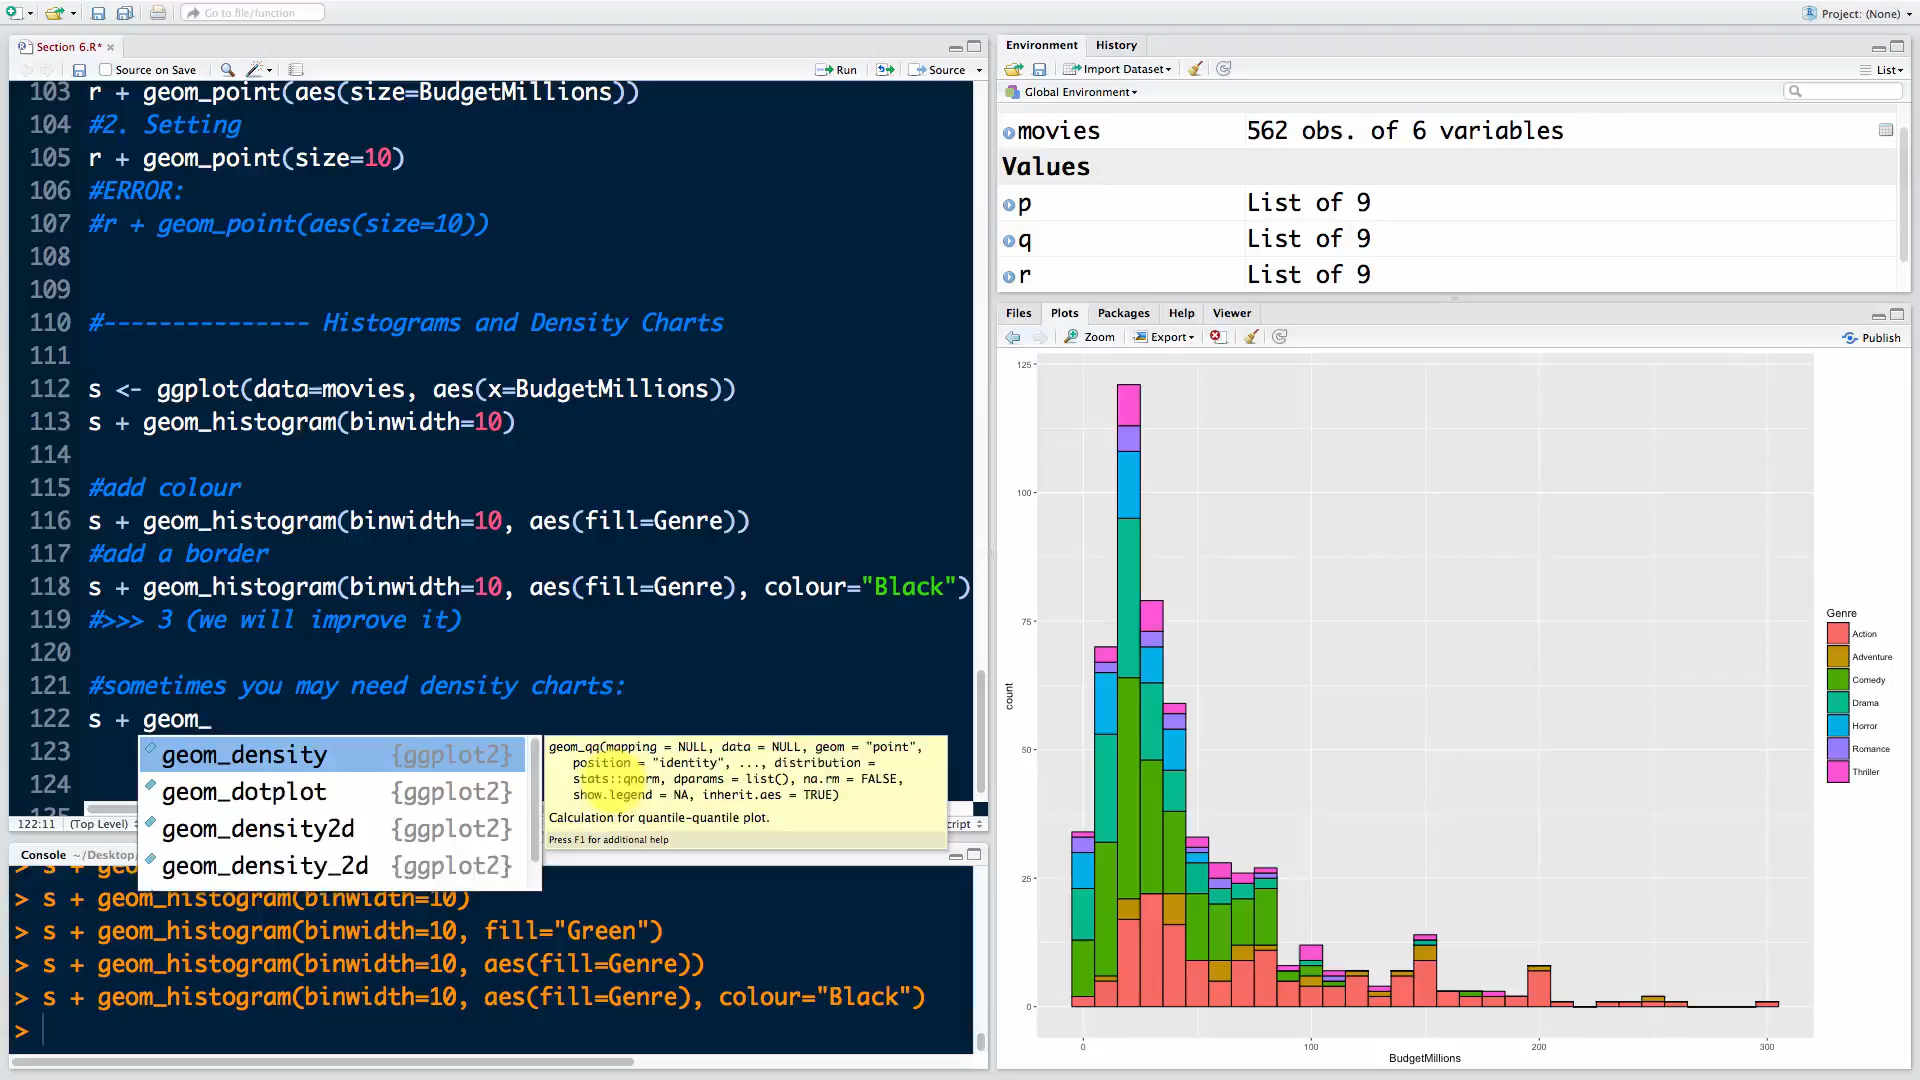 Go to file/function
Project: (None)
Section 6.R*
Source on Save
Run
Source
103 r + geom_point(aes(size=BudgetMillions))
104 #2. Setting
105 r + geom_point(size=10)
106 #ERROR:
107 #r + geom_point(aes(size=10))
108
109
110 #--------------- Histograms and Density Charts
111
112 s <- ggplot(data=movies, aes(x=BudgetMillions))
113 s + geom_histogram(binwidth=10)
114
115 #add colour
116 s + geom_histogram(binwidth=10, aes(fill=Genre))
117 #add a border
118 s + geom_histogram(binwidth=10, aes(fill=Genre), colour="Black")
119 #>>> 3 (we will improve it)
120
121 #sometimes you may need density charts:
122 s + geom_
123
124
geom_density {ggplot2}
geom_dotplot {ggplot2}
geom_density2d {ggplot2}
geom_density_2d {ggplot2}
geom_qq(mapping = NULL, data = NULL, geom = "point",
position = "identity", ..., distribution =
stats::qnorm, dparams = list(), na.rm = FALSE,
show.legend = NA, inherit.aes = TRUE)
Calculation for quantile-quantile plot.
Press F1 for additional help
122:11 (Top Level)
Console ~/Desktop/
> s + geom_histogram(binwidth=10)
> s + geom_histogram(binwidth=10, fill="Green")
> s + geom_histogram(binwidth=10, aes(fill=Genre))
> s + geom_histogram(binwidth=10, aes(fill=Genre), colour="Black")
>
Environment History
Import Dataset
List
Global Environment
movies 562 obs. of 6 variables
Values
p List of 9
q List of 9
r List of 9
Files Plots Packages Help Viewer
Zoom Export Publish
125
100
75
50
25
0
count
0 100 200 300
BudgetMillions
Genre
Action
Adventure
Comedy
Drama
Horror
Romance
Thriller